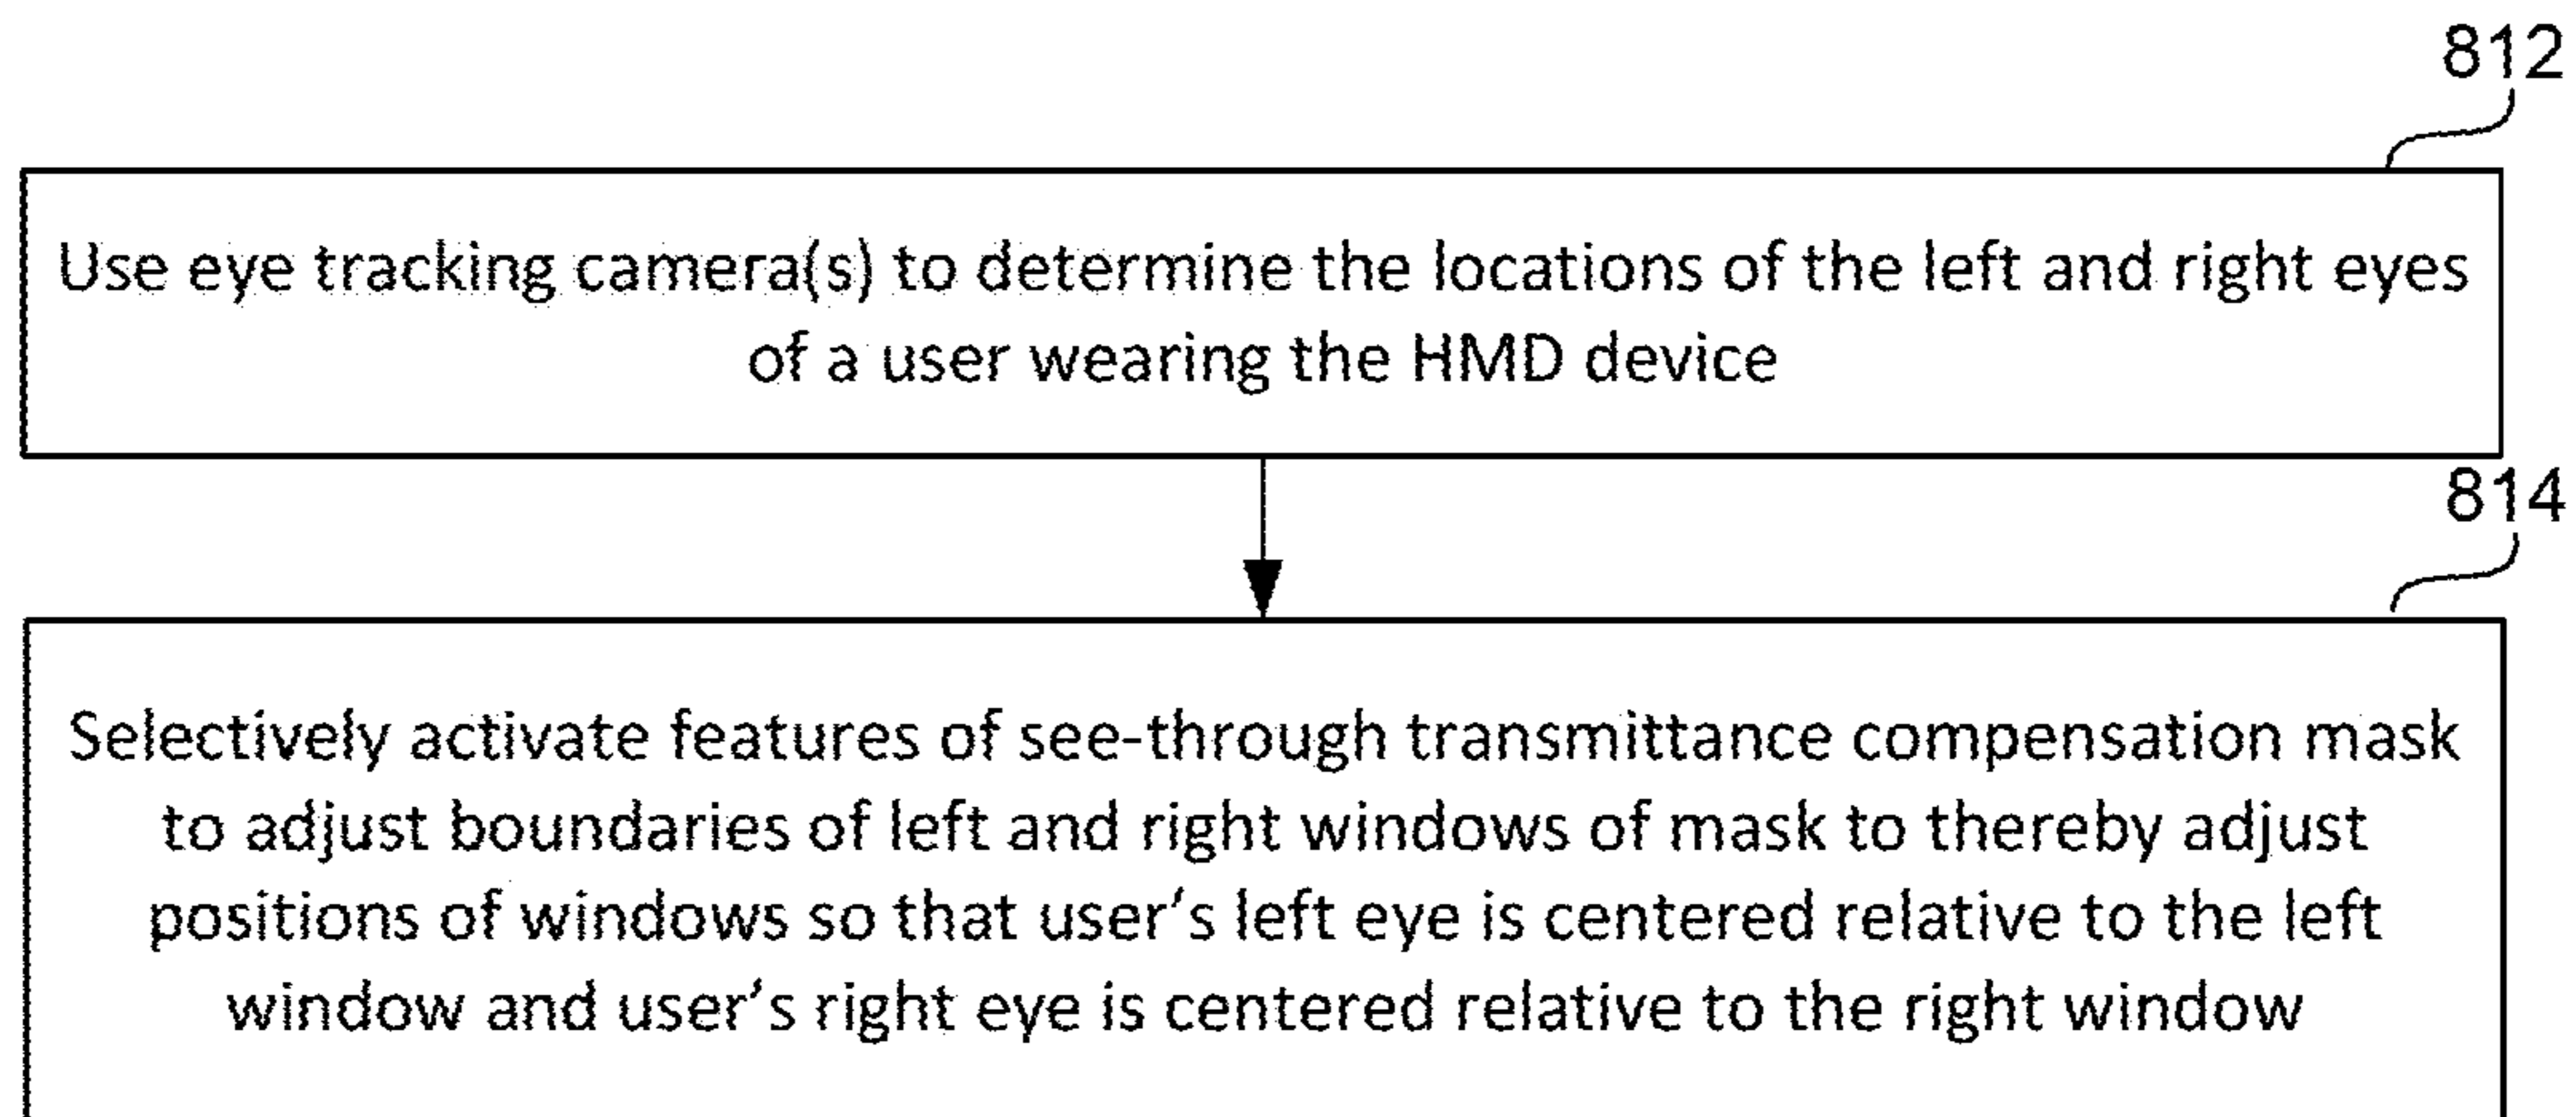 812
Use eye tracking camera(s) to determine the locations of the left and right eyes
of a user wearing the HMD device
814
Selectively activate features of see-through transmittance compensation mask
to adjust boundaries of left and right windows of mask to thereby adjust
positions of windows so that user's left eye is centered relative to the left
window and user's right eye is centered relative to the right window